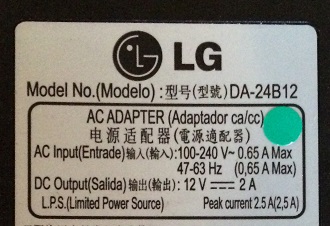 LG
Model No.(Modelo): 型号(型號) DA-24B12
AC ADAPTER (Adaptador ca/cc)
电源适配器(電源適配器)
AC Input(Entrade) 输入(輸入):100-240 V~ 0.65 A Max
47-63 Hz (0,65 A Max)
DC Output(Salida) 输出(輸出): 12 V⎓ 2 A
L.P.S.(Limited Power Source) Peak current 2.5 A(2,5 A)